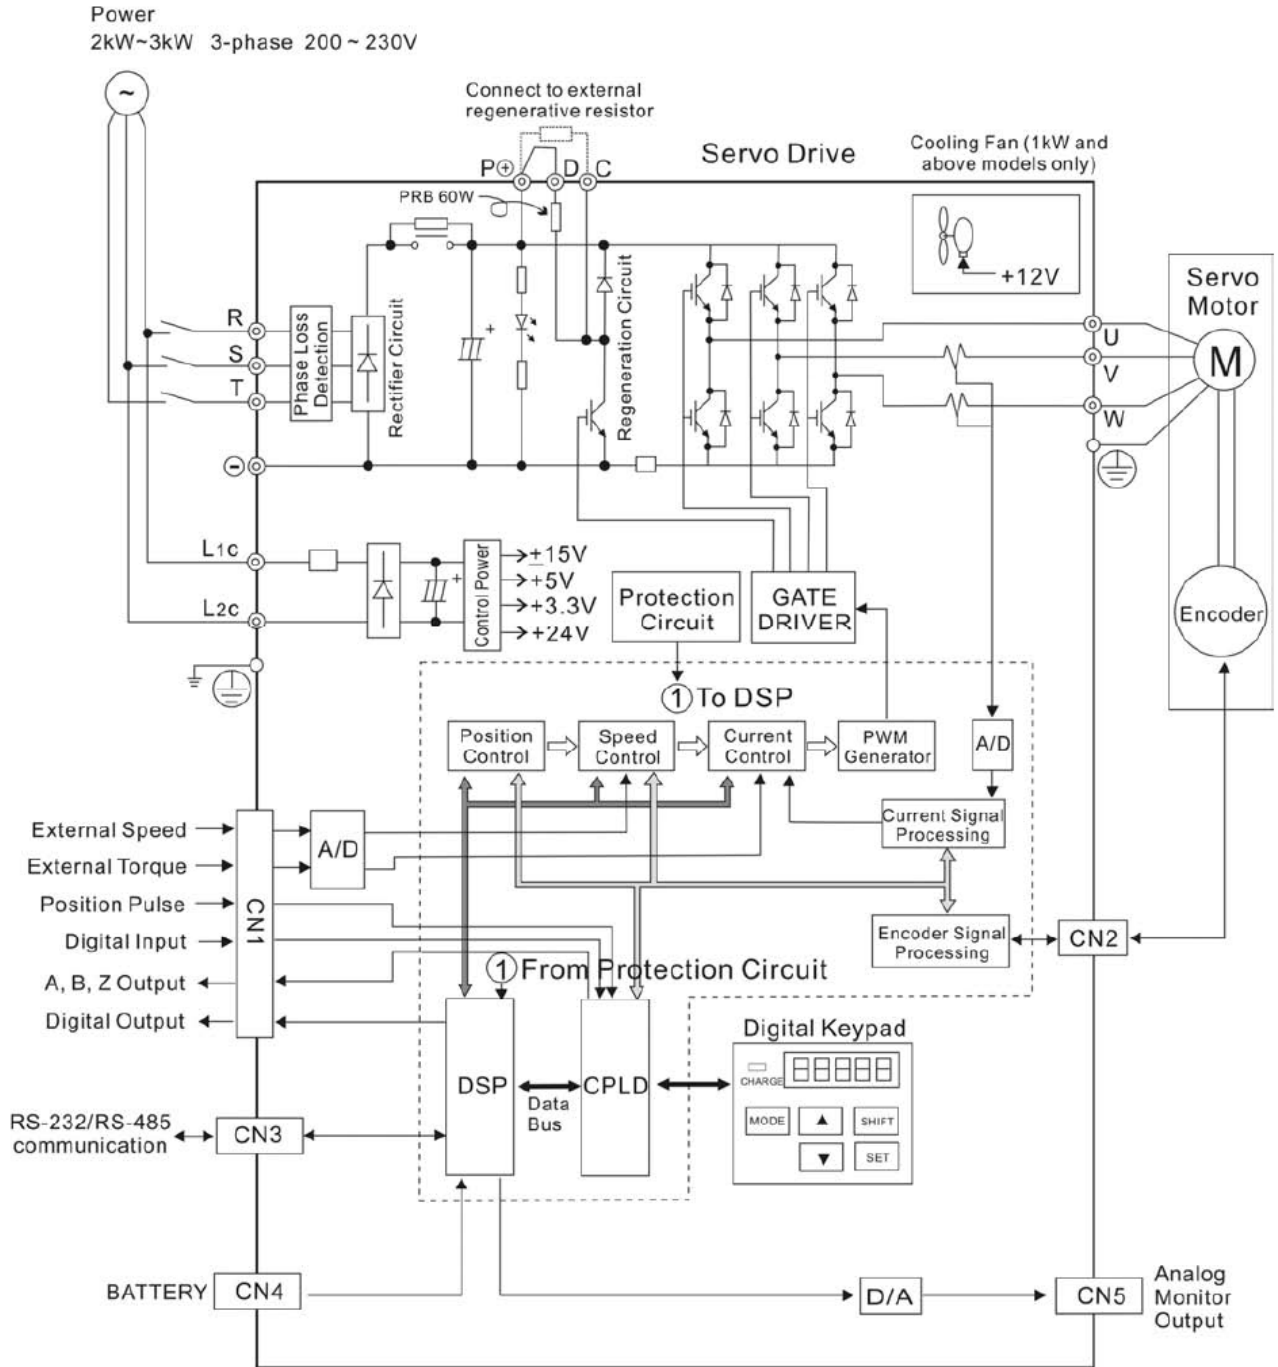 Power
2kW~3kW 3-phase 200 ~ 230V
~
Connect to external
regenerative resistor
Servo Drive
Cooling Fan (1kW and
above models only)
P⊕ D C
PRB 60W
+12V
Servo
Motor
R
S
T
Phase Loss
Detection
Rectifier Circuit
+
Regeneration Circuit
U
V
W
M
⊖
L1c
L2c
+
Control Power
±15V
+5V
+3.3V
+24V
Protection
Circuit
GATE
DRIVER
Encoder
① To DSP
Position
Control
Speed
Control
Current
Control
PWM
Generator
A/D
Current Signal
Processing
External Speed
External Torque
Position Pulse
Digital Input
A, B, Z Output
Digital Output
CN1
A/D
Encoder Signal
Processing
CN2
① From Protection Circuit
DSP
Data
Bus
CPLD
Digital Keypad
CHARGE
88888
MODE
▲
SHIFT
▼
SET
RS-232/RS-485
communication
CN3
BATTERY
CN4
D/A
CN5
Analog
Monitor
Output